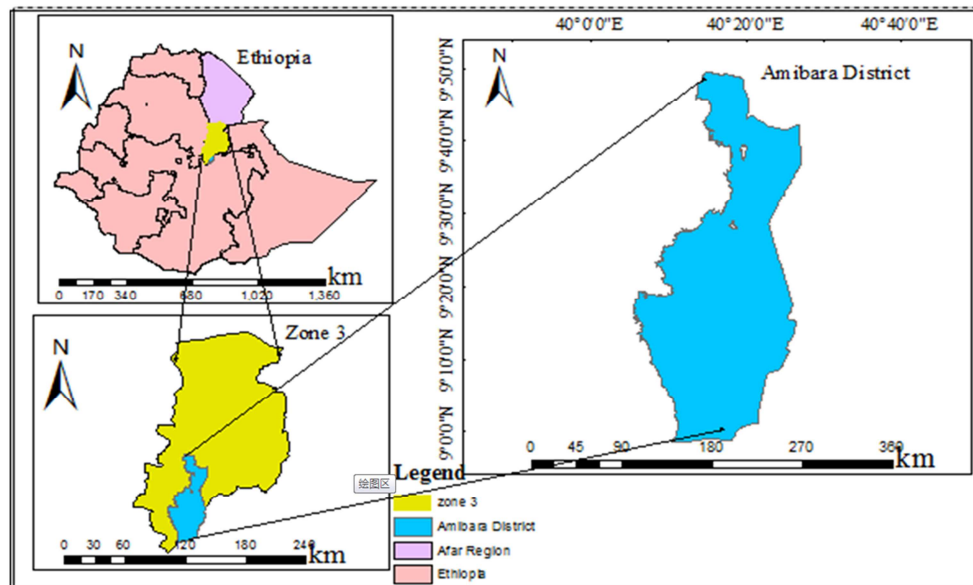 40°0'0"E 40°20'0"E 40°40'0"E
Ethiopia
N
0 170 340 680 1,020 1,360
km
Zone 3
N
0 30 60 120 180 240
km
N
Amibara District
9°50'0"N
9°40'0"N
9°30'0"N
9°20'0"N
9°10'0"N
9°0'0"N
0 45 90 180 270 360
km
绘图区
Legend
zone 3
Amibara District
Afar Region
Ethiopia